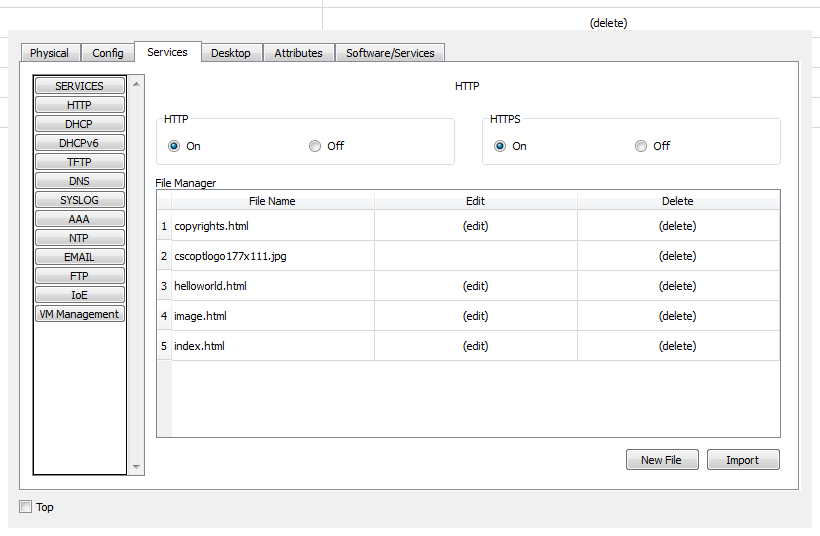 (delete)
Physical Config Services Desktop Attributes Software/Services
SERVICES
HTTP
DHCP
DHCPv6
TFTP
DNS
SYSLOG
AAA
NTP
EMAIL
FTP
IoE
VM Management
HTTP
HTTP HTTPS
On Off On Off
File Manager
File Name Edit Delete
1 copyrights.html (edit) (delete)
2 cscoptlogo177x111.jpg (delete)
3 helloworld.html (edit) (delete)
4 image.html (edit) (delete)
5 index.html (edit) (delete)
New File Import
Top